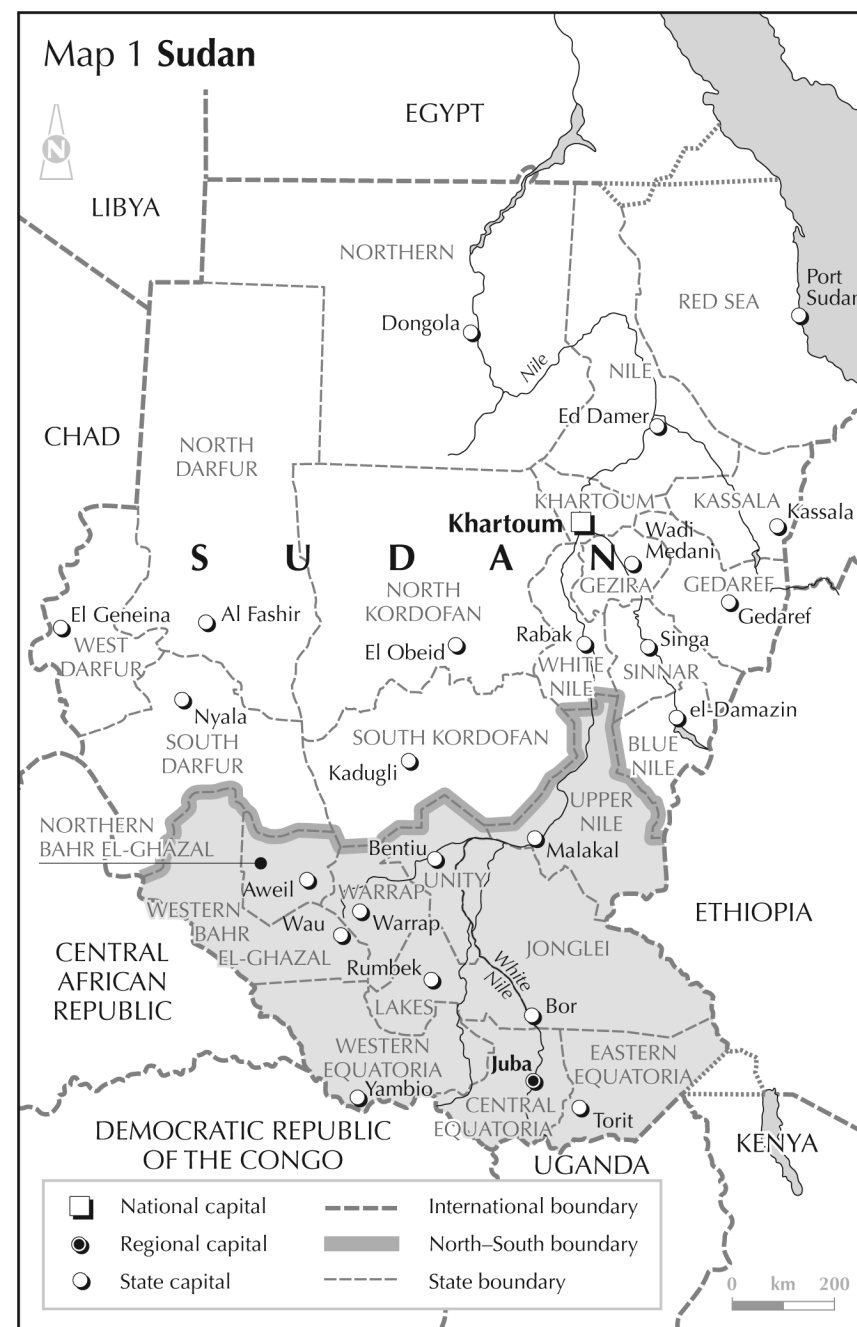 Map 1 Sudan
EGYPT
N
LIBYA
NORTHERN
Port
Sudan
RED SEA
Dongola
Nile
NILE
Ed Damer
CHAD
NORTH
DARFUR
KHARTOUM
KASSALA
Kassala
Khartoum
Wadi
Medani
S U D A N
GEZIRA
GEDAREF
Gedaref
NORTH
KORDOFAN
El Geneina
Al Fashir
WEST
DARFUR
El Obeid
Rabak
Singa
WHITE
NILE
SINNAR
Nyala
el-Damazin
SOUTH
DARFUR
SOUTH KORDOFAN
BLUE
NILE
Kadugli
UPPER
NILE
NORTHERN
BAHR EL-GHAZAL
Bentiu
Malakal
Aweil
WARRAP
UNITY
WESTERN
BAHR
EL-GHAZAL
Wau
Warrap
ETHIOPIA
JONGLEI
CENTRAL
AFRICAN
REPUBLIC
Rumbek
White
Nile
LAKES
Bor
WESTERN
EQUATORIA
Juba
EASTERN
EQUATORIA
Yambio
CENTRAL
EQUATORIA
Torit
DEMOCRATIC REPUBLIC
OF THE CONGO
UGANDA
KENYA
National capital
International boundary
Regional capital
North–South boundary
State capital
State boundary
0 km 200